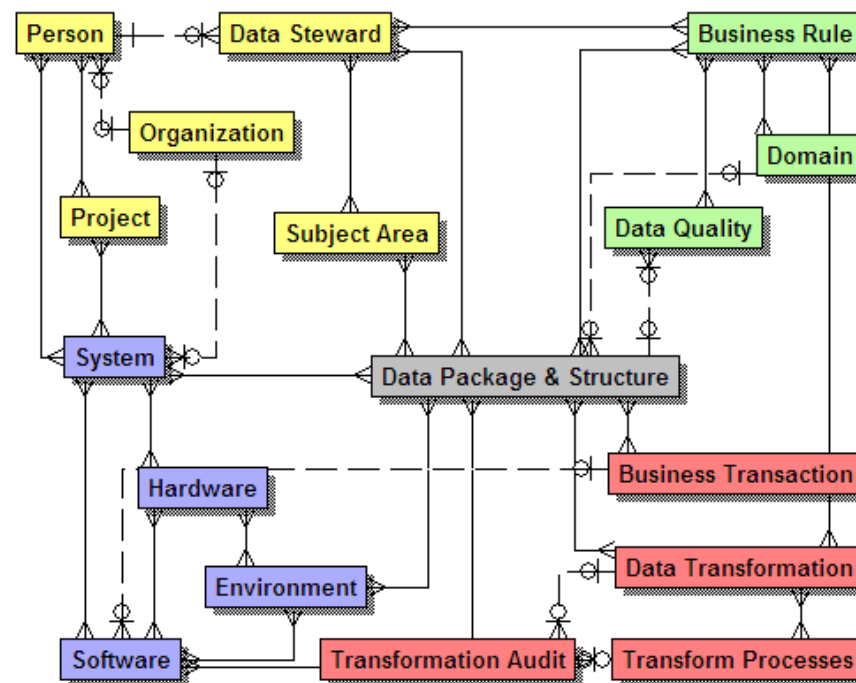 Person
Data Steward
Business Rule
Organization
Domain
Project
Subject Area
Data Quality
System
Data Package & Structure
Hardware
Business Transaction
Environment
Data Transformation
Software
Transformation Audit
Transform Processes